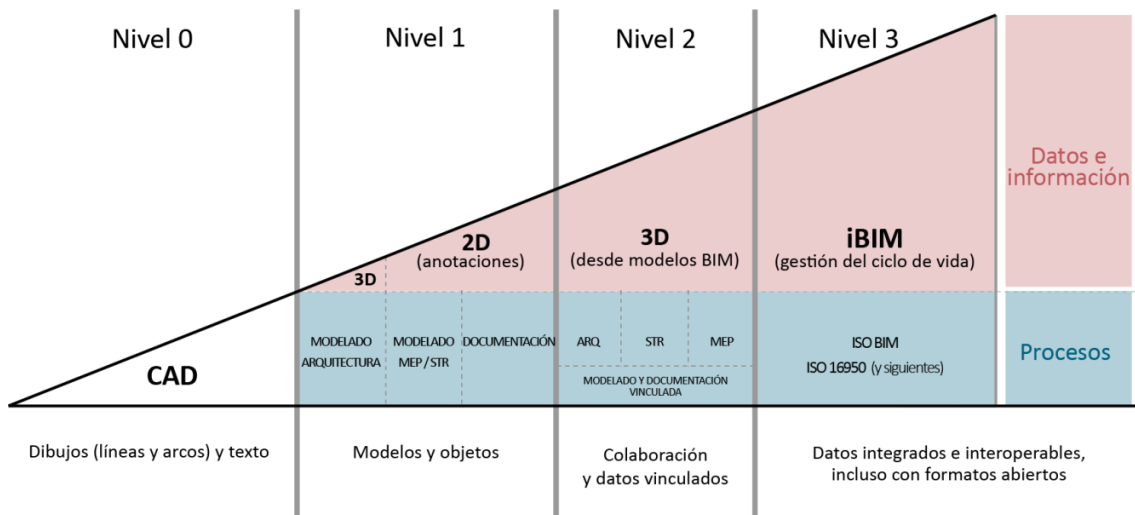 Nivel 0
Nivel 1
Nivel 2
Nivel 3
Datos e
información
2D
(anotaciones)
3D
3D
(desde modelos BIM)
iBIM
(gestión del ciclo de vida)
CAD
MODELADO
ARQUITECTURA
MODELADO
MEP / STR
DOCUMENTACIÓN
ARQ.
STR
MEP
MODELADO Y DOCUMENTACIÓN
VINCULADA
ISO BIM
ISO 16950 (y siguientes)
Procesos
Dibujos (líneas y arcos) y texto
Modelos y objetos
Colaboración
y datos vinculados
Datos integrados e interoperables,
incluso con formatos abiertos